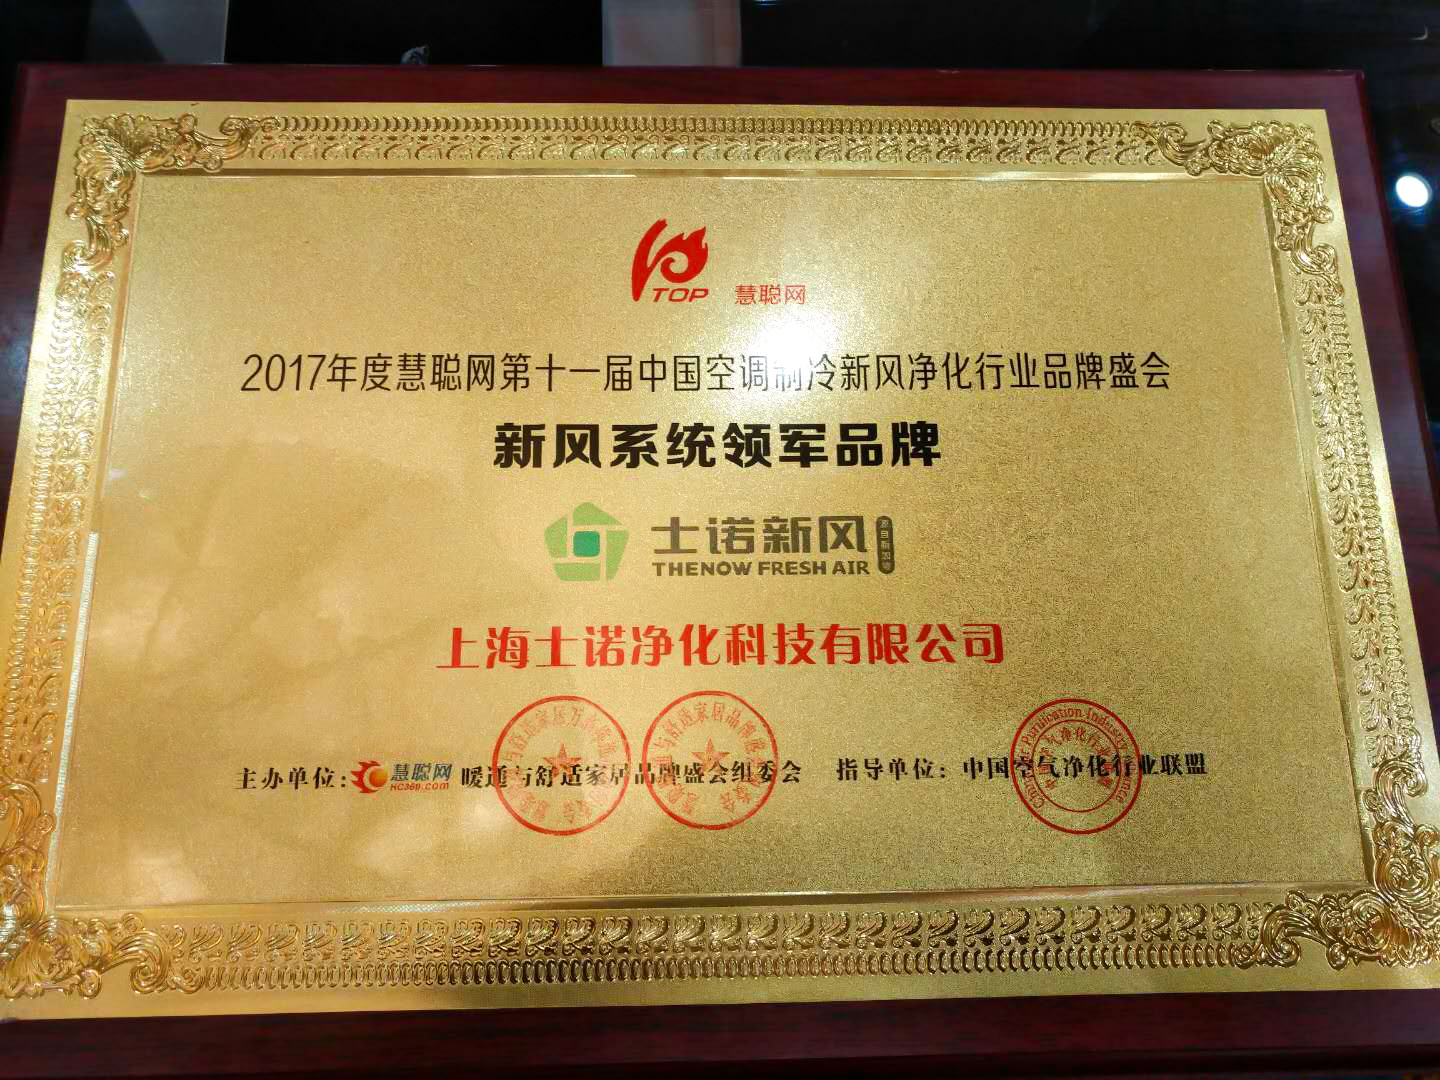 TOP 慧聪网
2017年度慧聪网第十一届中国空调制冷新风净化行业品牌盛会
新风系统领军品牌
士诺新风
THENOW FRESH AIR
上海士诺净化科技有限公司
主办单位: 慧聪网 HC360.com 暖通与舒适家居品牌盛会组委会 指导单位: 中国空气净化行业联盟